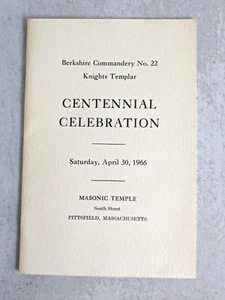 Berkshire Commandery No. 22
Knights Templar
CENTENNIAL
CELEBRATION
Saturday, April 30, 1966
MASONIC TEMPLE
South Street
PITTSFIELD, MASSACHUSETTS